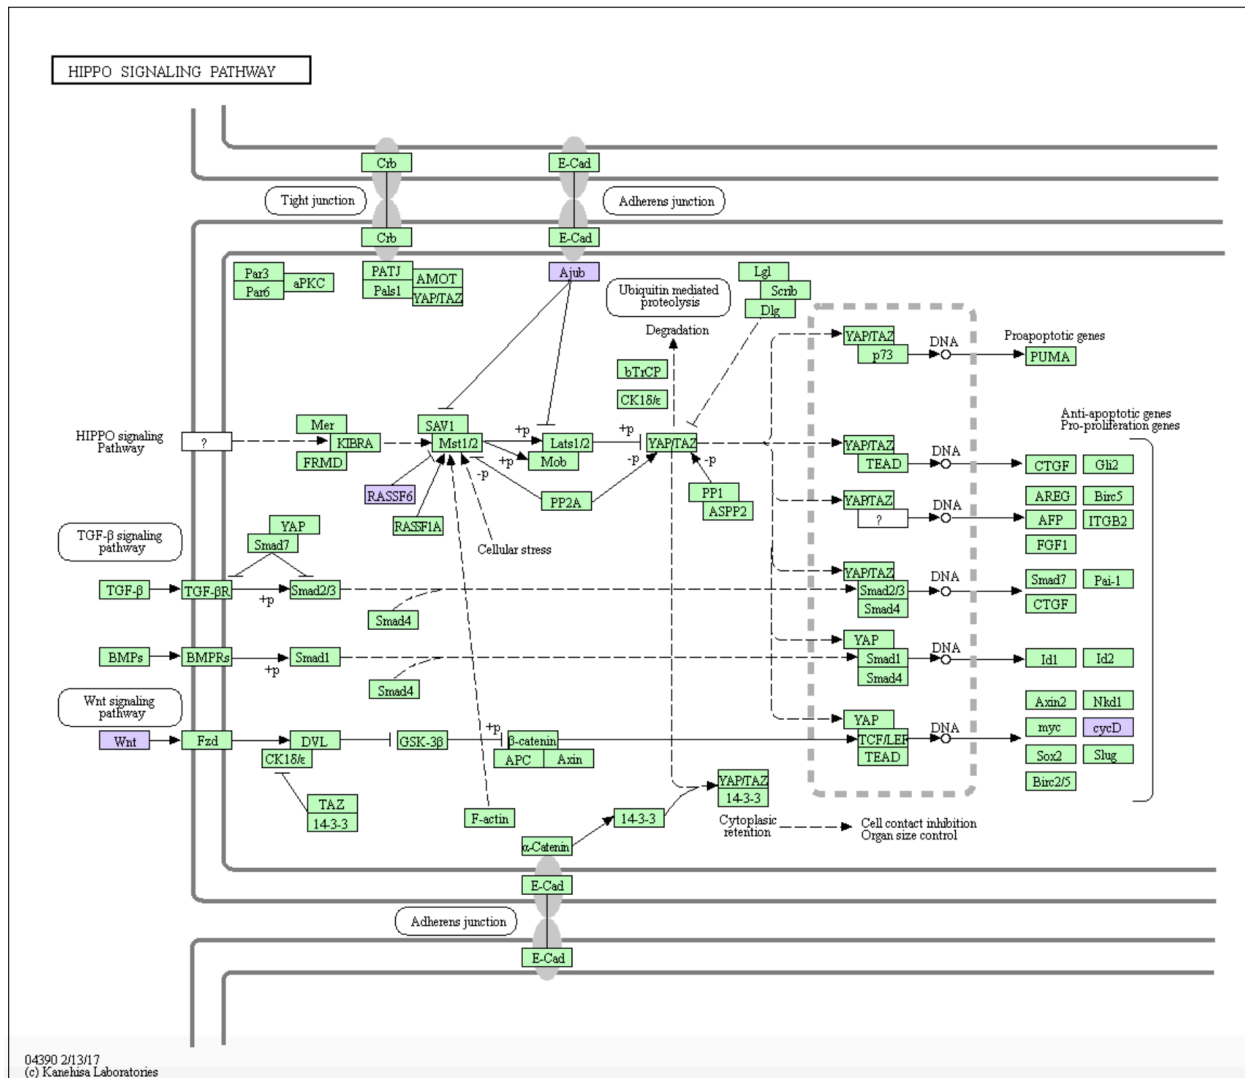 HIPPO SIGNALING PATHWAY
Crb
E-Cad
Tight junction
Adherens junction
Crb
E-Cad
Par3
Par6
aPKC
PATJ
Pals1
AMOT
YAP/TAZ
Ajub
Ubiquitin mediated
proteolysis
Lgl
Scrib
Dlg
Degradation
bTrCP
CK1δ/ε
YAP/TAZ
p73
DNA
Proapoptotic genes
PUMA
Anti-apoptotic genes
Pro-proliferation genes
HIPPO signaling
Pathway
?
Mer
KIBRA
FRMD
SAV1
Mst1/2
+p
+p
-p
Lats1/2
Mob
+p
-p
YAP/TAZ
-p
RASSF6
RASSF1A
PP2A
PP1
ASPP2
Cellular stress
YAP/TAZ
TEAD
DNA
CTGF
Gli2
YAP/TAZ
?
DNA
AREG
Birc5
AFP
ITGB2
FGF1
TGF-β signaling
pathway
YAP
Smad7
TGF-β
TGF-βR
+p
Smad2/3
Smad4
YAP/TAZ
Smad2/3
Smad4
DNA
Smad7
Pai-1
CTGF
BMPs
BMPRs
+p
Smad1
Smad4
YAP
Smad1
Smad4
DNA
Id1
Id2
Wnt signaling
pathway
Wnt
Fzd
DVL
CK1δ/ε
GSK-3β
+p
β-catenin
APC
Axin
YAP
TCF/LEF
TEAD
DNA
Axin2
Nkd1
myc
cycD
Sox2
Slug
Birc2/5
TAZ
14-3-3
F-actin
14-3-3
YAP/TAZ
14-3-3
Cytoplasic
retention
Cell contact inhibition
Organ size control
α-Catenin
E-Cad
Adherens junction
E-Cad
04390 2/13/17
(c) Kanehisa Laboratories